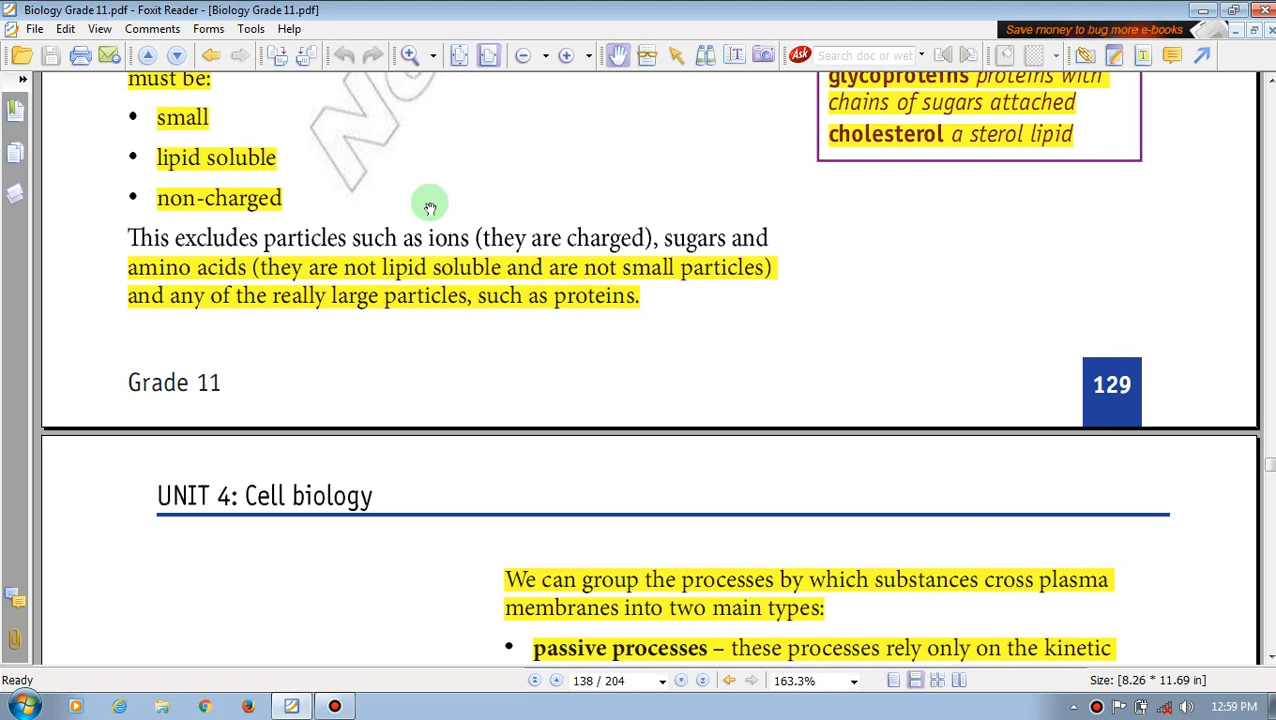 Biology Grade 11.pdf - Foxit Reader - [Biology Grade 11.pdf]
File Edit View Comments Forms Tools Help
Save money to bug more e-books
Ask Search doc or wet
must be:
• small
• lipid soluble
• non-charged
This excludes particles such as ions (they are charged), sugars and
amino acids (they are not lipid soluble and are not small particles)
and any of the really large particles, such as proteins.
glycoproteins proteins with
chains of sugars attached
cholesterol a sterol lipid
Grade 11
129
UNIT 4: Cell biology
We can group the processes by which substances cross plasma
membranes into two main types:
• passive processes – these processes rely only on the kinetic
Ready
138 / 204
163.3%
Size: [8.26 * 11.69 in]
12:59 PM